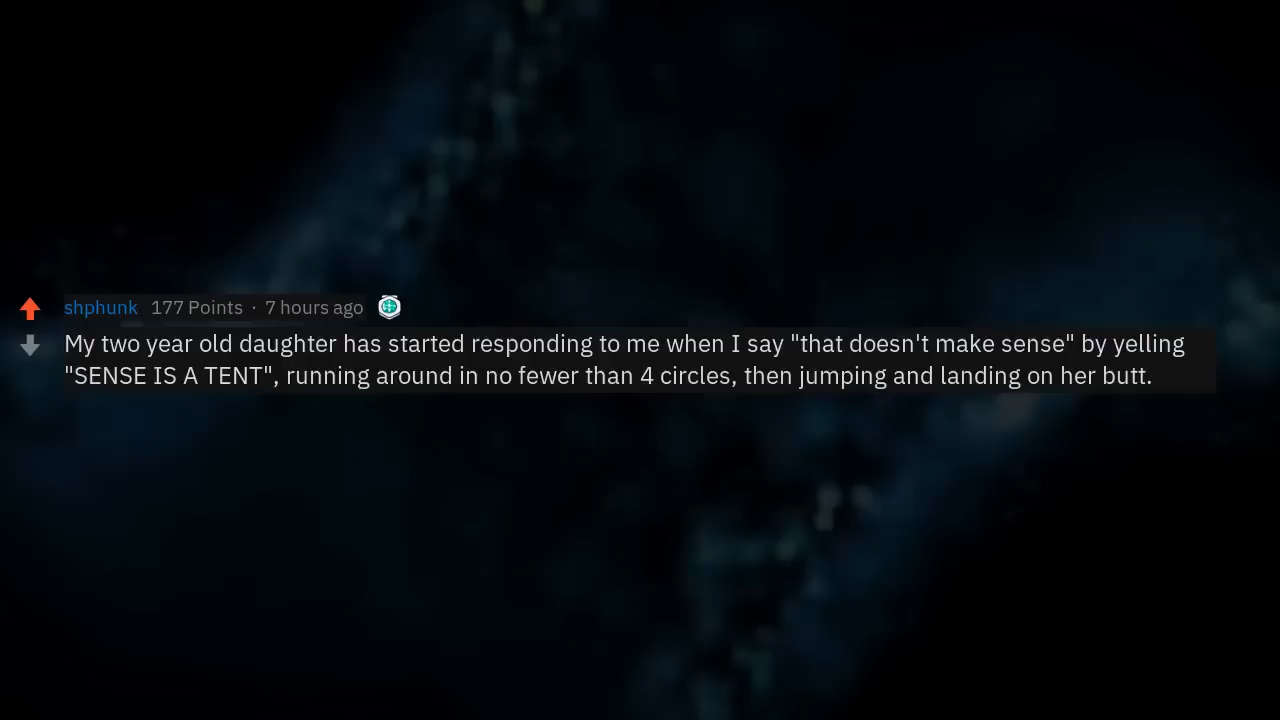 shphunk 177 Points · 7 hours ago
My two year old daughter has started responding to me when I say "that doesn't make sense" by yelling
"SENSE IS A TENT", running around in no fewer than 4 circles, then jumping and landing on her butt.